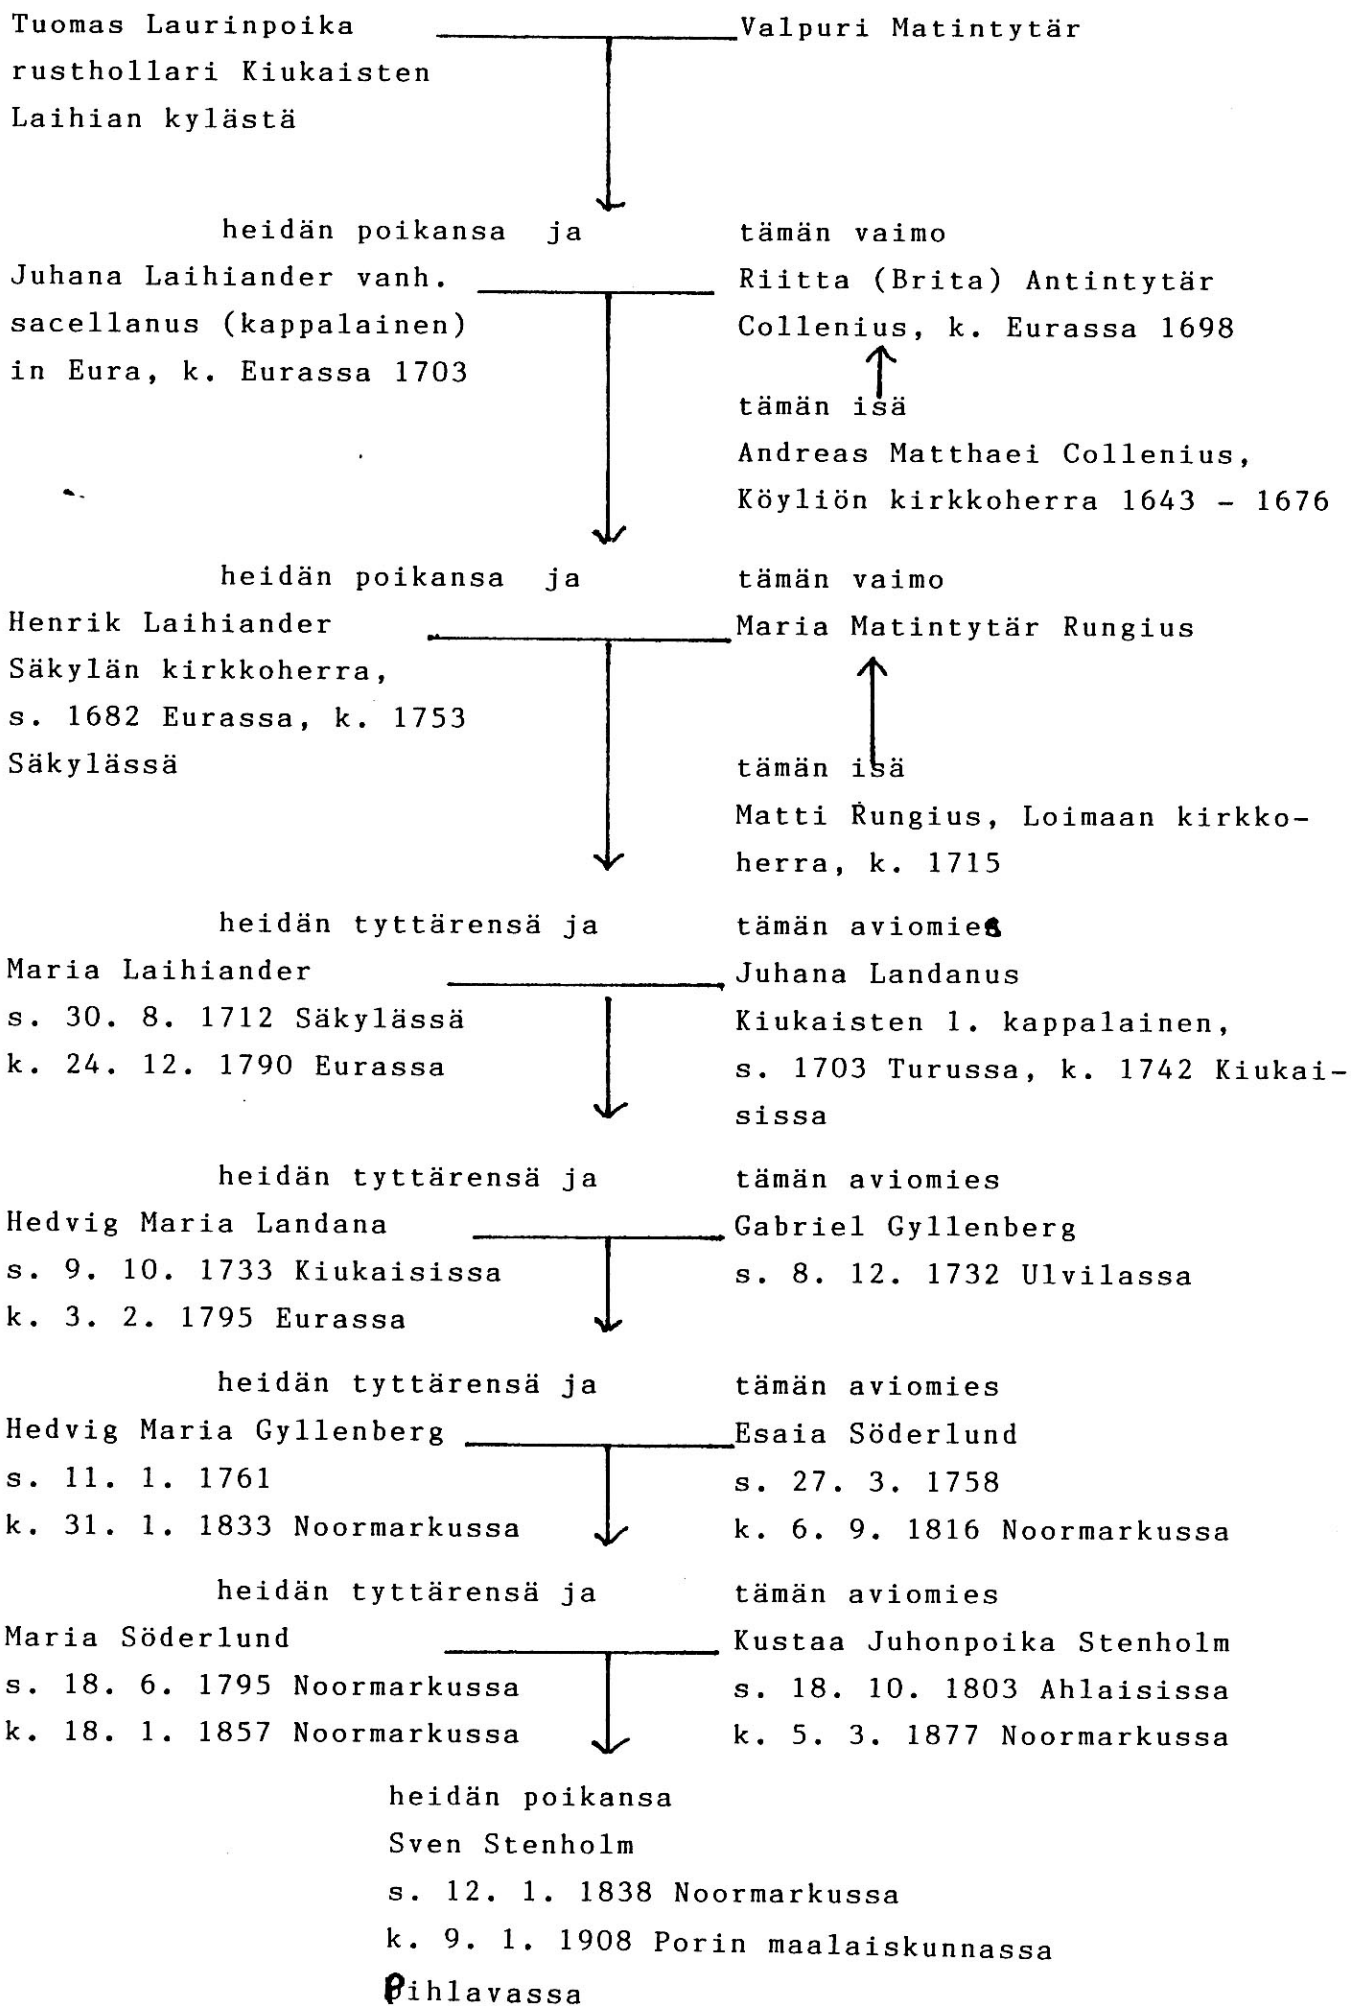 Tuomas Laurinpoika
rusthollari Kiukaisten
Laihian kylästä
Valpuri Matintytär
heidän poikansa ja
Juhana Laihiander vanh.
sacellanus (kappalainen)
in Eura, k. Eurassa 1703
tämän vaimo
Riitta (Brita) Antintytär
Collenius, k. Eurassa 1698
tämän isä
Andreas Matthaei Collenius,
Köyliön kirkkoherra 1643 - 1676
heidän poikansa ja
Henrik Laihiander
Säkylän kirkkoherra,
s. 1682 Eurassa, k. 1753
Säkylässä
tämän vaimo
Maria Matintytär Rungius
tämän isä
Matti Rungius, Loimaan kirkko-
herra, k. 1715
heidän tyttärensä ja
Maria Laihiander
s. 30. 8. 1712 Säkylässä
k. 24. 12. 1790 Eurassa
tämän aviomies
Juhana Landanus
Kiukaisten 1. kappalainen,
s. 1703 Turussa, k. 1742 Kiukai-
sissa
heidän tyttärensä ja
Hedvig Maria Landana
s. 9. 10. 1733 Kiukaisissa
k. 3. 2. 1795 Eurassa
tämän aviomies
Gabriel Gyllenberg
s. 8. 12. 1732 Ulvilassa
heidän tyttärensä ja
Hedvig Maria Gyllenberg
s. 11. 1. 1761
k. 31. 1. 1833 Noormarkussa
tämän aviomies
Esaia Söderlund
s. 27. 3. 1758
k. 6. 9. 1816 Noormarkussa
heidän tyttärensä ja
Maria Söderlund
s. 18. 6. 1795 Noormarkussa
k. 18. 1. 1857 Noormarkussa
tämän aviomies
Kustaa Juhonpoika Stenholm
s. 18. 10. 1803 Ahlaisissa
k. 5. 3. 1877 Noormarkussa
heidän poikansa
Sven Stenholm
s. 12. 1. 1838 Noormarkussa
k. 9. 1. 1908 Porin maalaiskunnassa
Pihlavassa